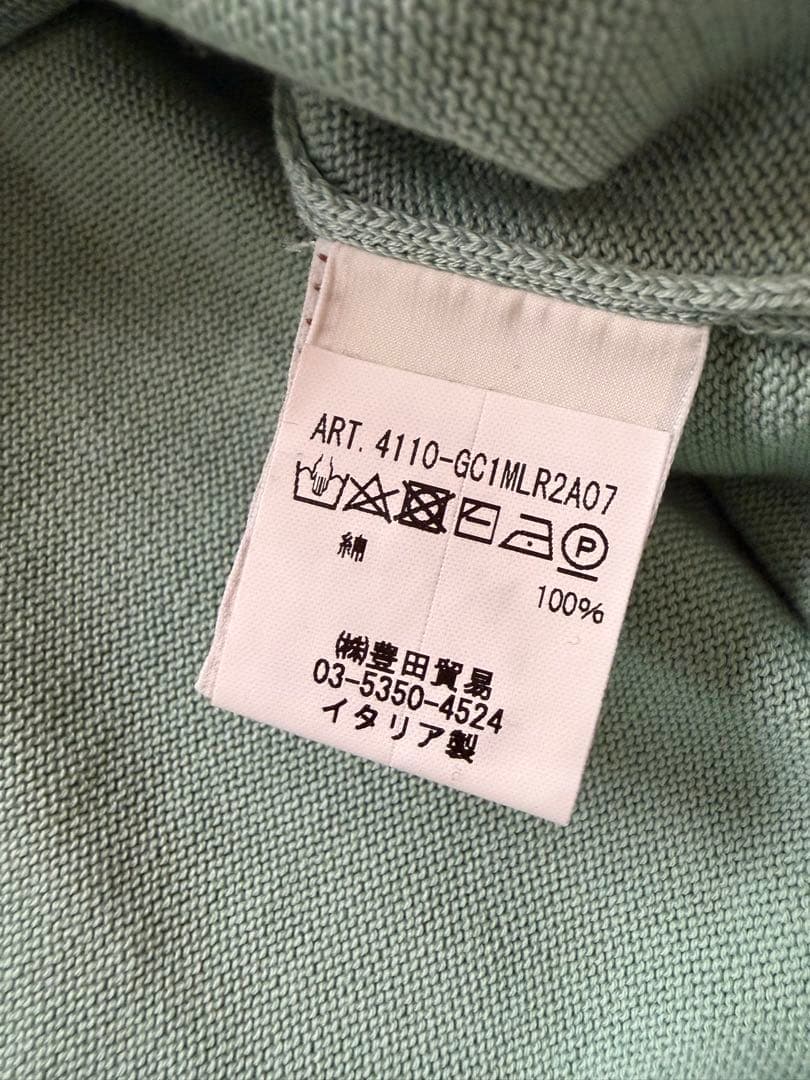 ART. 4110-GC1MLR2A07
P
綿
100%
(株)豊田貿易
03-5350-4524
イタリア製